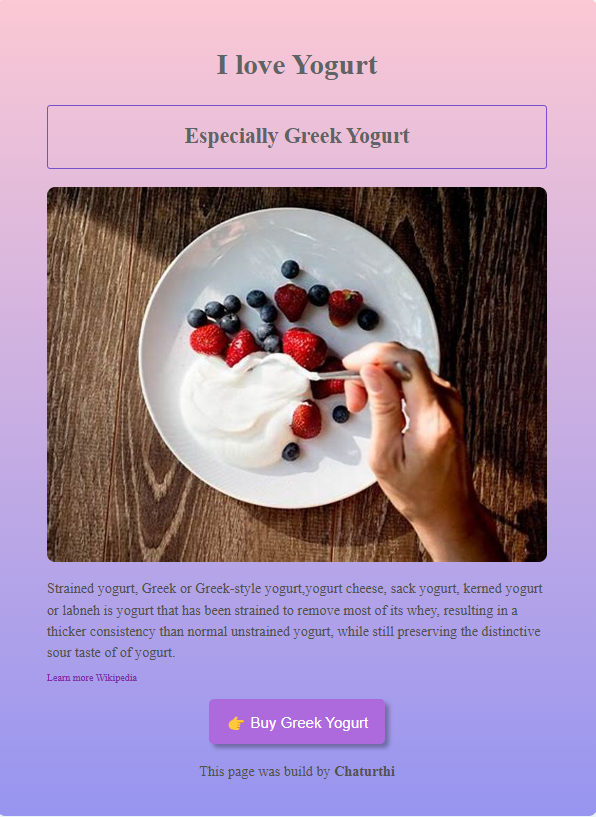 I love Yogurt
Especially Greek Yogurt
Strained yogurt, Greek or Greek-style yogurt,yogurt cheese, sack yogurt, kerned yogurt
or labneh is yogurt that has been strained to remove most of its whey, resulting in a
thicker consistency than normal unstrained yogurt, while still preserving the distinctive
sour taste of of yogurt.
Learn more Wikipedia
👉 Buy Greek Yogurt
This page was build by Chaturthi